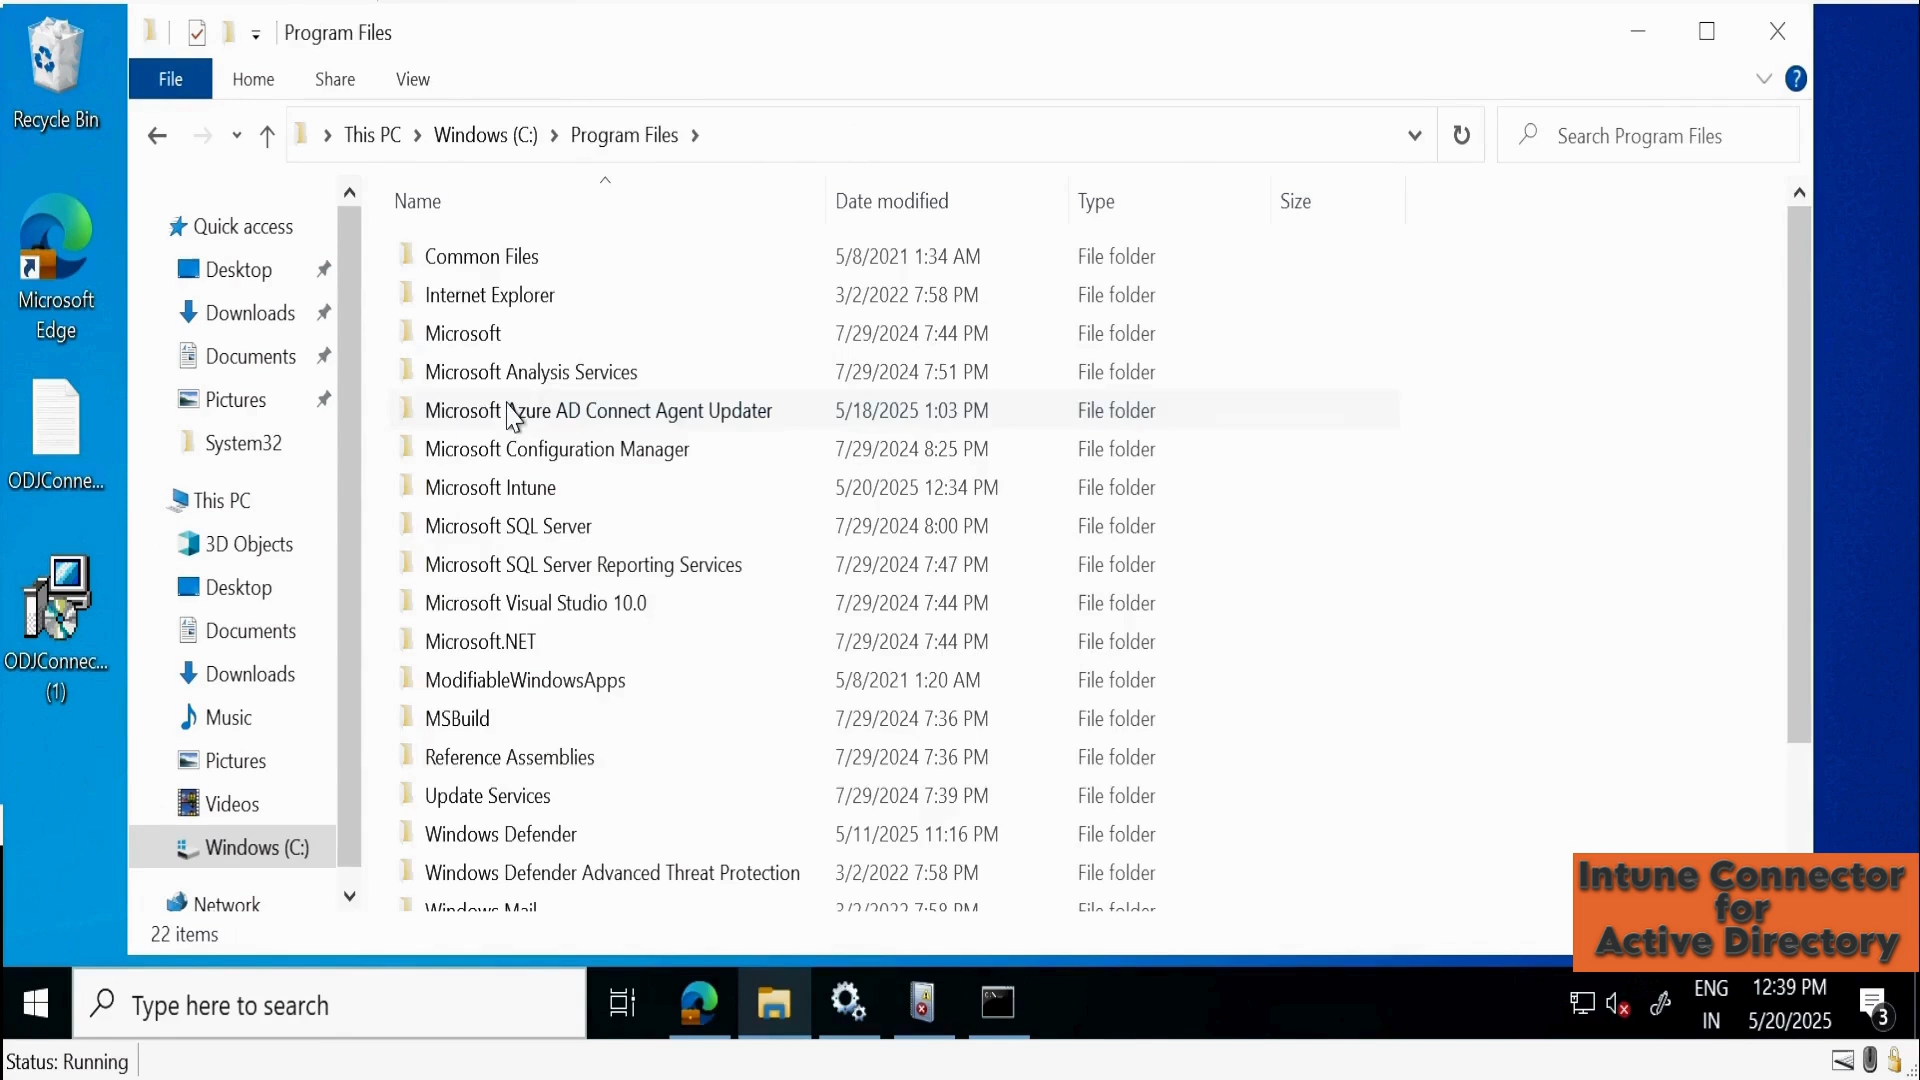 Program Files
File
Home
Share
View
?
This PC
Windows (C:)
Program Files
Search Program Files
Name
Date modified
Type
Size
Recycle Bin
Microsoft
Edge
ODJConne...
ODJConnec...
(1)
Quick access
Desktop
Downloads
Documents
Pictures
System32
This PC
3D Objects
Desktop
Documents
Downloads
Music
Pictures
Videos
Windows (C:)
Network
Common Files 5/8/2021 1:34 AM File folder
Internet Explorer 3/2/2022 7:58 PM File folder
Microsoft 7/29/2024 7:44 PM File folder
Microsoft Analysis Services 7/29/2024 7:51 PM File folder
Microsoft Azure AD Connect Agent Updater 5/18/2025 1:03 PM File folder
Microsoft Configuration Manager 7/29/2024 8:25 PM File folder
Microsoft Intune 5/20/2025 12:34 PM File folder
Microsoft SQL Server 7/29/2024 8:00 PM File folder
Microsoft SQL Server Reporting Services 7/29/2024 7:47 PM File folder
Microsoft Visual Studio 10.0 7/29/2024 7:44 PM File folder
Microsoft.NET 7/29/2024 7:44 PM File folder
ModifiableWindowsApps 5/8/2021 1:20 AM File folder
MSBuild 7/29/2024 7:36 PM File folder
Reference Assemblies 7/29/2024 7:36 PM File folder
Update Services 7/29/2024 7:39 PM File folder
Windows Defender 5/11/2025 11:16 PM File folder
Windows Defender Advanced Threat Protection 3/2/2022 7:58 PM File folder
Windows Mail 3/2/2022 7:58 PM File folder
22 items
Intune Connector
for
Active Directory
Type here to search
ENG
IN
12:39 PM
5/20/2025
3
Status: Running